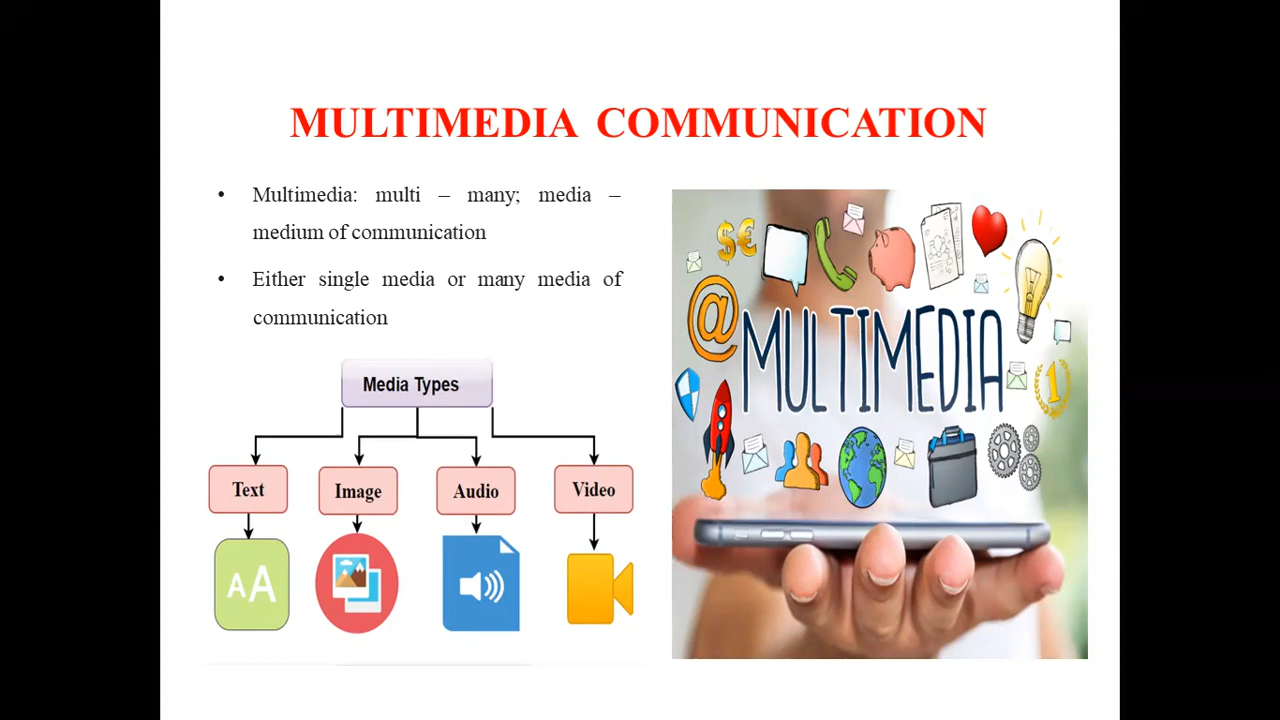 MULTIMEDIA COMMUNICATION
• Multimedia: multi – many; media –
medium of communication
• Either single media or many media of
communication
Media Types
Text
Image
Audio
Video
AA
$€
@MULTIMEDIA
1